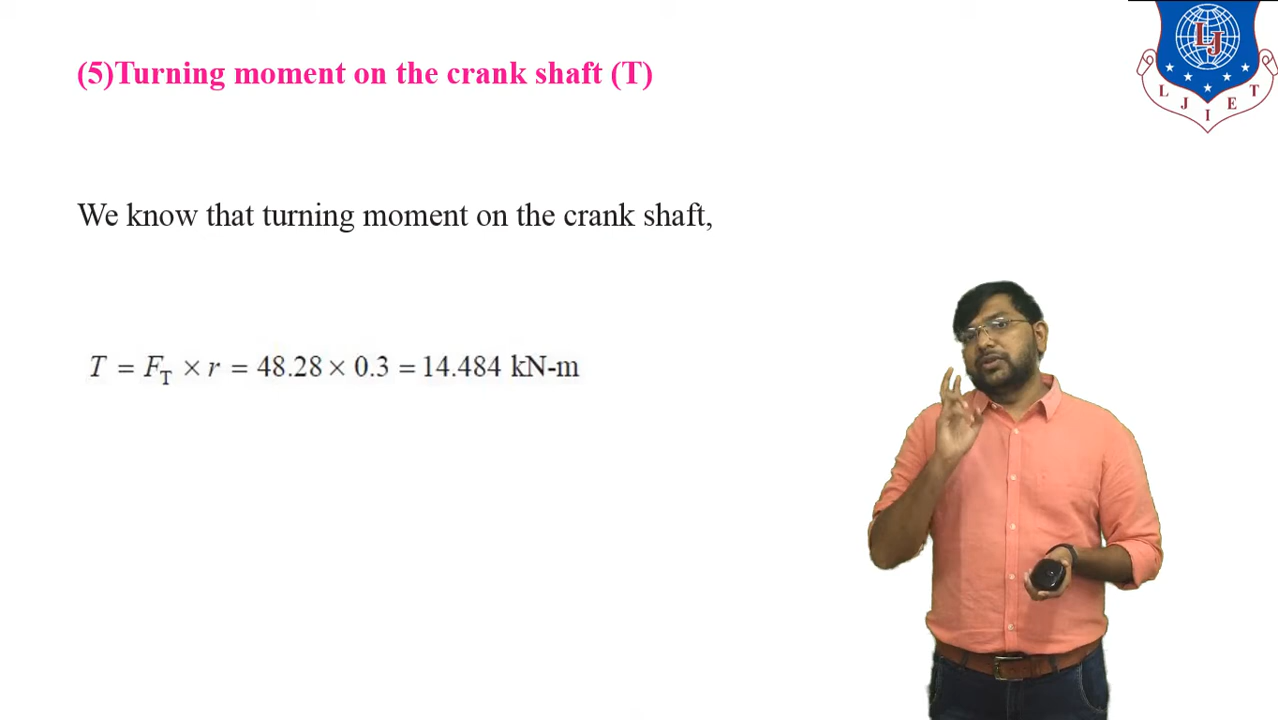 (5)Turning moment on the crank shaft (T)
LJ
L J I E T
We know that turning moment on the crank shaft,
T = F_T × r = 48.28 × 0.3 = 14.484 kN-m